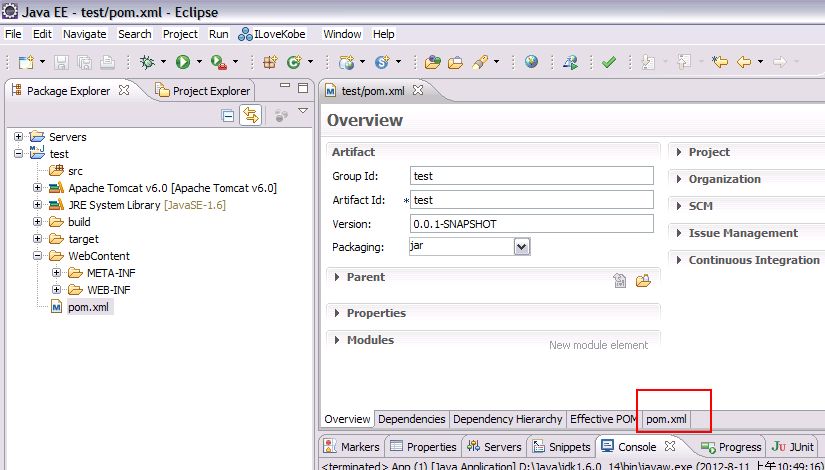 Java EE - test/pom.xml - Eclipse
File Edit Navigate Search Project Run ILoveKobe Window Help
Package Explorer Project Explorer
Servers
test
src
Apache Tomcat v6.0 [Apache Tomcat v6.0]
JRE System Library [JavaSE-1.6]
build
target
WebContent
META-INF
WEB-INF
pom.xml
test/pom.xml
Overview
Artifact
Group Id: test
Artifact Id: * test
Version: 0.0.1-SNAPSHOT
Packaging: jar
Parent
Properties
Modules
New module element
Project
Organization
SCM
Issue Management
Continuous Integration
Overview Dependencies Dependency Hierarchy Effective POM pom.xml
Markers Properties Servers Snippets Console Progress JUnit
<terminated> App (1) [Java Application] D:\Java\jdk1.6.0_14\bin\javaw.exe (2012-8-11 上午10:49:16)